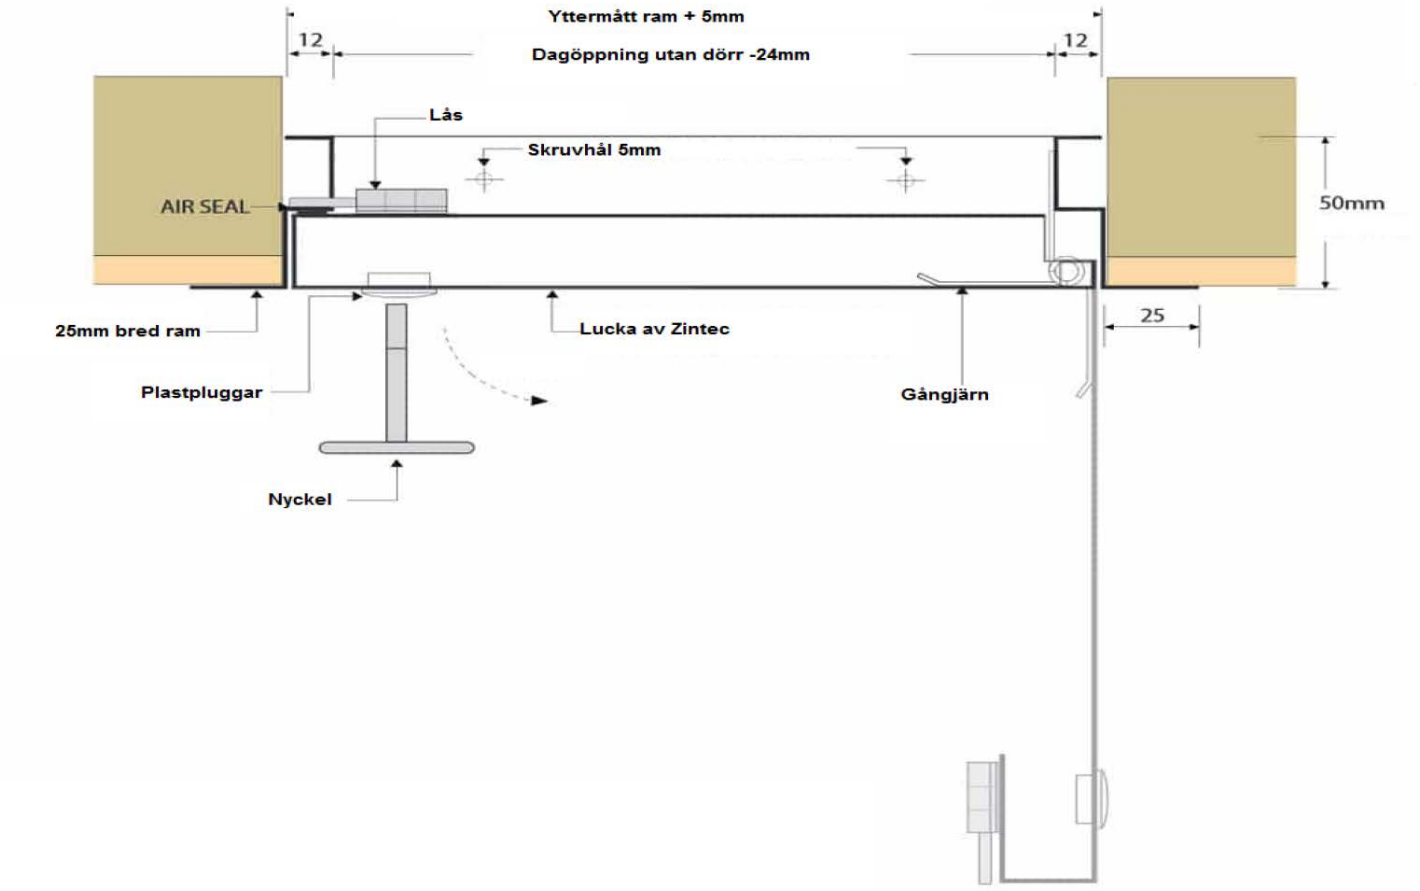 Yttermått ram + 5mm
12
Dagöppning utan dörr -24mm
12
Lås
Skruvhål 5mm
AIR SEAL
50mm
25mm bred ram
Lucka av Zintec
25
Plastpluggar
Gångjärn
Nyckel